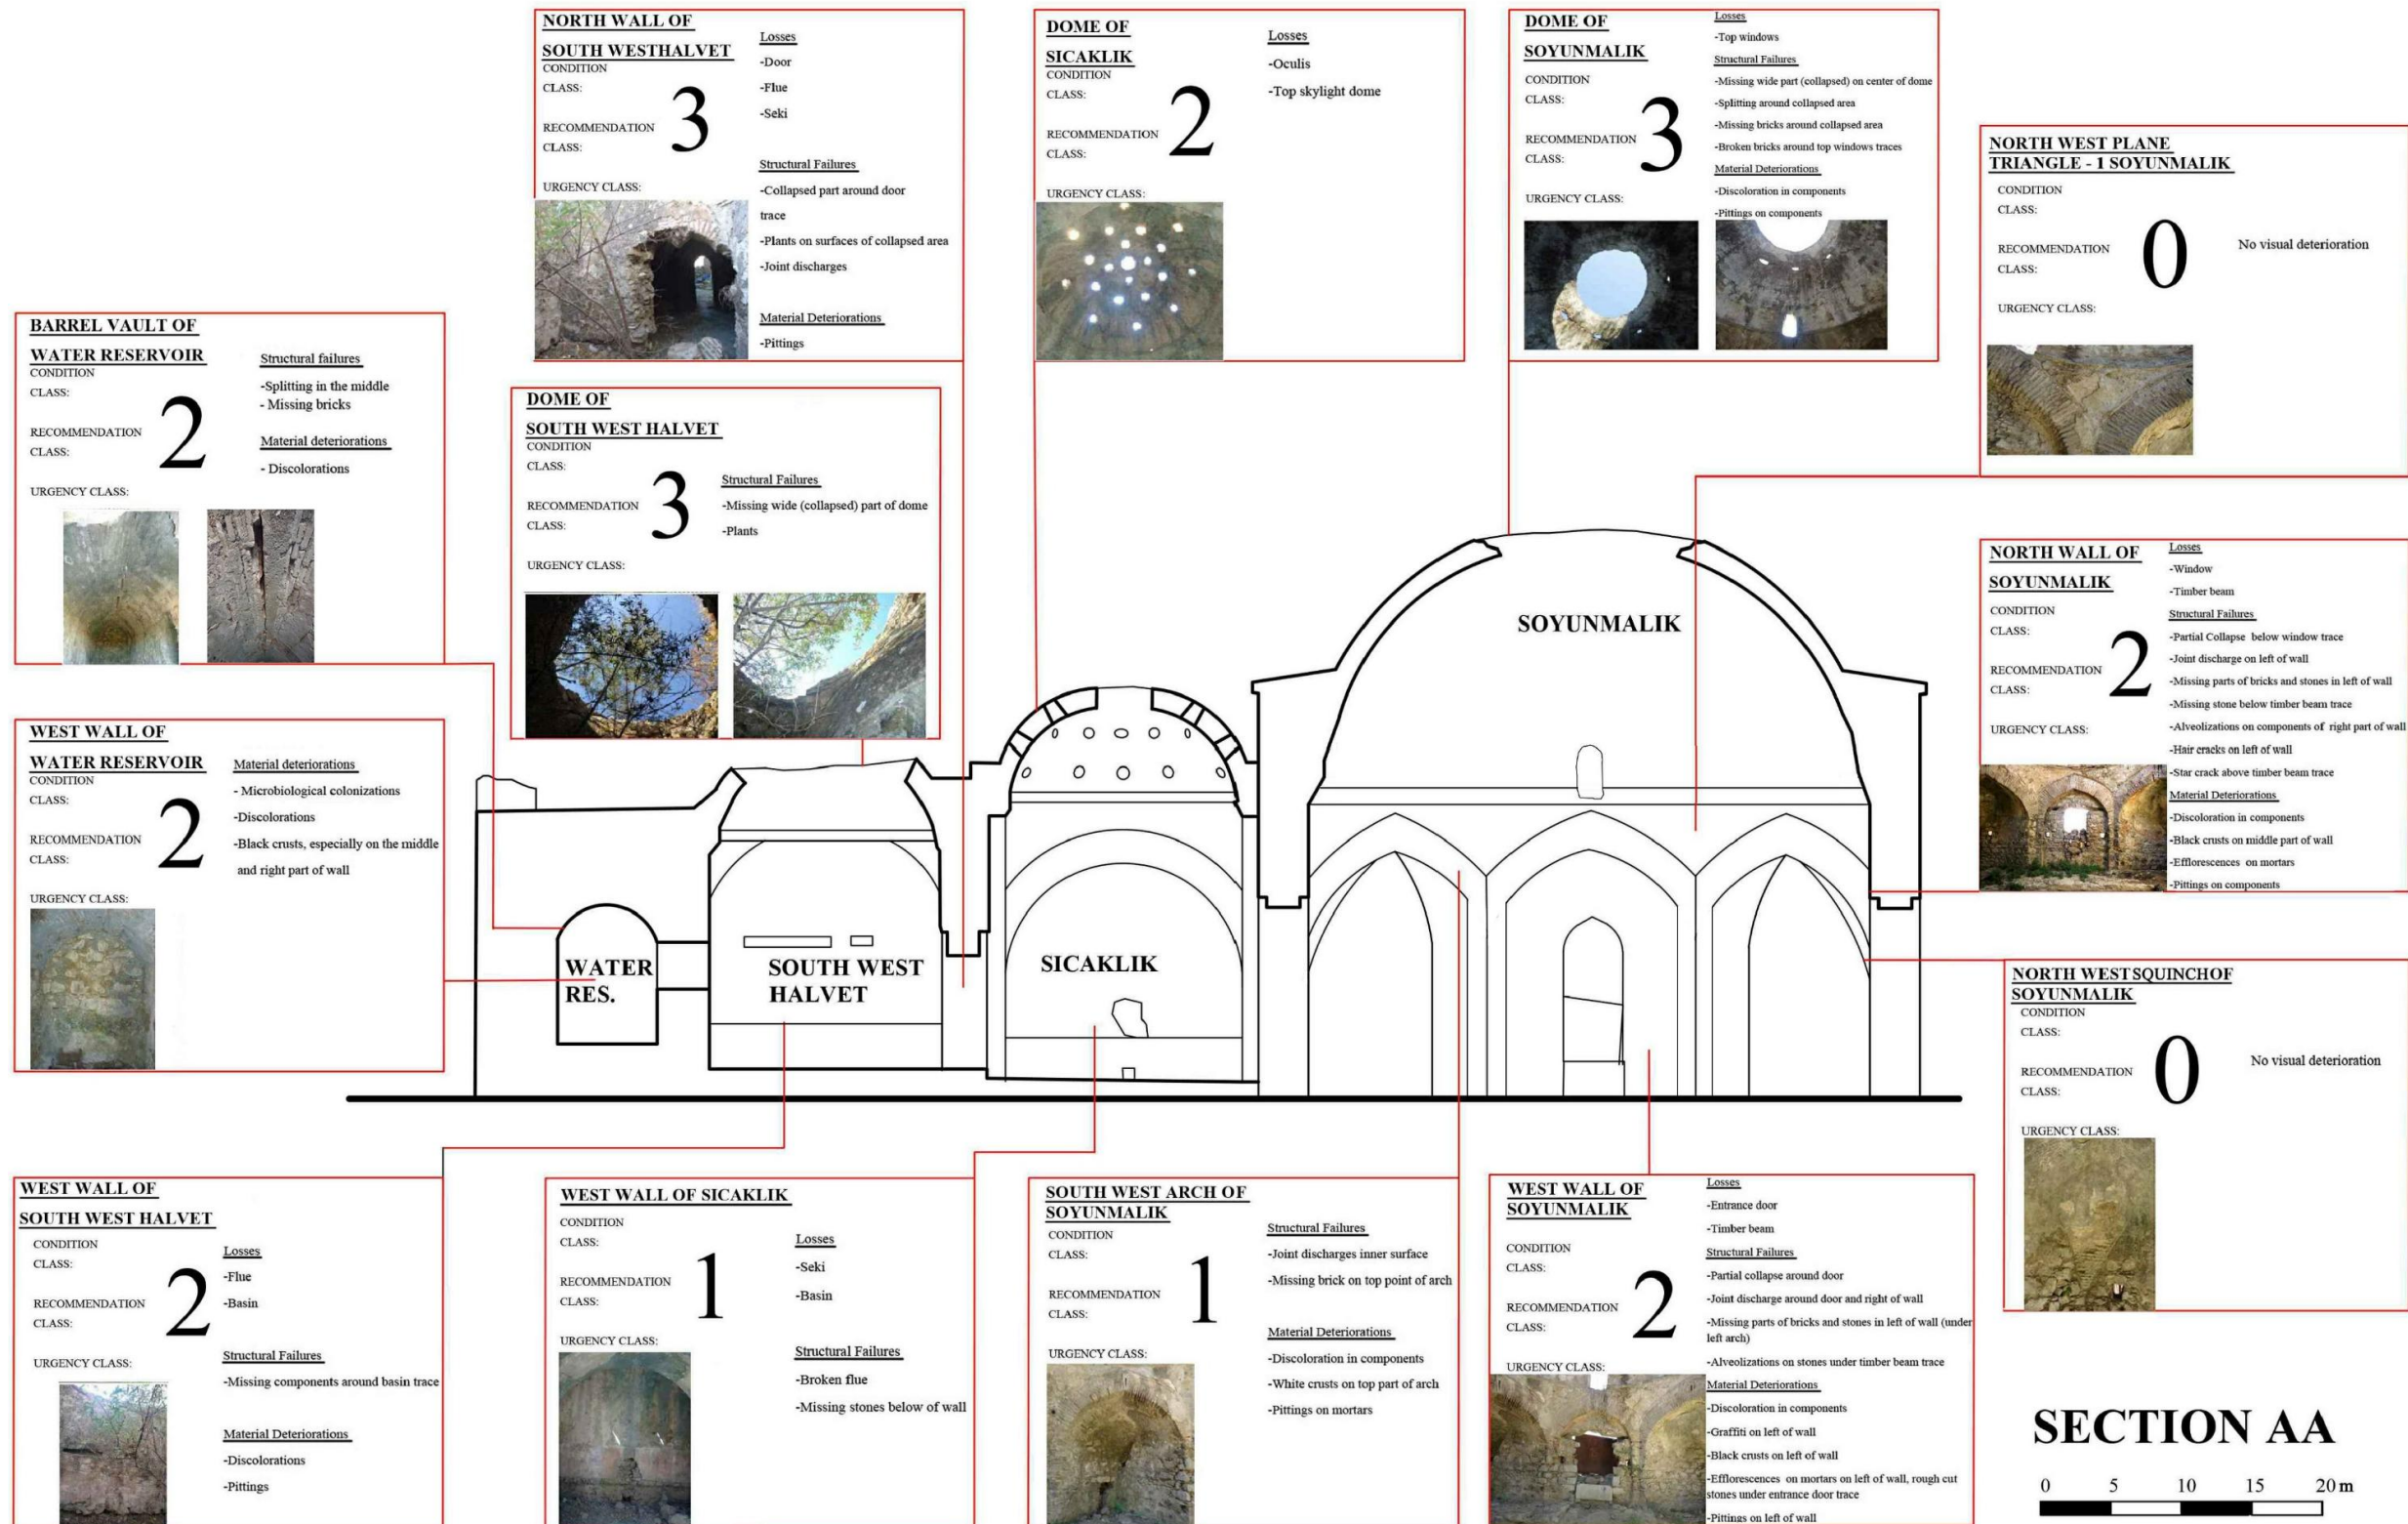 NORTH WALL OF
SOUTH WESTHALVET
CONDITION
CLASS:
3
RECOMMENDATION
CLASS:
URGENCY CLASS:
Losses
-Door
-Flue
-Seki
Structural Failures
-Collapsed part around door
trace
-Plants on surfaces of collapsed area
-Joint discharges
Material Deteriorations
-Pittings
DOME OF
SICAKLIK
CONDITION
CLASS:
2
RECOMMENDATION
CLASS:
URGENCY CLASS:
Losses
-Oculis
-Top skylight dome
DOME OF
SOYUNMALIK
CONDITION
CLASS:
3
RECOMMENDATION
CLASS:
URGENCY CLASS:
Losses
-Top windows
Structural Failures
-Missing wide part (collapsed) on center of dome
-Splitting around collapsed area
-Missing bricks around collapsed area
-Broken bricks around top windows traces
Material Deteriorations
-Discoloration in components
-Pittings on components
NORTH WEST PLANE
TRIANGLE - 1 SOYUNMALIK
CONDITION
CLASS:
0
RECOMMENDATION
CLASS:
URGENCY CLASS:
No visual deterioration
BARREL VAULT OF
WATER RESERVOIR
CONDITION
CLASS:
2
RECOMMENDATION
CLASS:
URGENCY CLASS:
Structural failures
-Splitting in the middle
- Missing bricks
Material deteriorations
- Discolorations
DOME OF
SOUTH WEST HALVET
CONDITION
CLASS:
3
RECOMMENDATION
CLASS:
URGENCY CLASS:
Structural Failures
-Missing wide (collapsed) part of dome
-Plants
NORTH WALL OF
SOYUNMALIK
CONDITION
CLASS:
2
RECOMMENDATION
CLASS:
URGENCY CLASS:
Losses
-Window
-Timber beam
Structural Failures
-Partial Collapse below window trace
-Joint discharge on left of wall
-Missing parts of bricks and stones in left of wall
-Missing stone below timber beam trace
-Alveolizations on components of right part of wall
-Hair cracks on left of wall
-Star crack above timber beam trace
Material Deteriorations
-Discoloration in components
-Black crusts on middle part of wall
-Efflorescences on mortars
-Pittings on components
WEST WALL OF
WATER RESERVOIR
CONDITION
CLASS:
2
RECOMMENDATION
CLASS:
URGENCY CLASS:
Material deteriorations
- Microbiological colonizations
-Discolorations
-Black crusts, especially on the middle
and right part of wall
SOYUNMALIK
WATER
RES.
SOUTH WEST
HALVET
SICAKLIK
NORTH WEST SQUINCHOF
SOYUNMALIK
CONDITION
CLASS:
0
RECOMMENDATION
CLASS:
URGENCY CLASS:
No visual deterioration
WEST WALL OF
SOUTH WEST HALVET
CONDITION
CLASS:
2
RECOMMENDATION
CLASS:
URGENCY CLASS:
Losses
-Flue
-Basin
Structural Failures
-Missing components around basin trace
Material Deteriorations
-Discolorations
-Pittings
WEST WALL OF SICAKLIK
CONDITION
CLASS:
1
RECOMMENDATION
CLASS:
URGENCY CLASS:
Losses
-Seki
-Basin
Structural Failures
-Broken flue
-Missing stones below of wall
SOUTH WEST ARCH OF
SOYUNMALIK
CONDITION
CLASS:
1
RECOMMENDATION
CLASS:
URGENCY CLASS:
Structural Failures
-Joint discharges inner surface
-Missing brick on top point of arch
Material Deteriorations
-Discoloration in components
-White crusts on top part of arch
-Pittings on mortars
WEST WALL OF
SOYUNMALIK
CONDITION
CLASS:
2
RECOMMENDATION
CLASS:
URGENCY CLASS:
Losses
-Entrance door
-Timber beam
Structural Failures
-Partial collapse around door
-Joint discharge around door and right of wall
-Missing parts of bricks and stones in left of wall (under
left arch)
-Alveolizations on stones under timber beam trace
Material Deteriorations
-Discoloration in components
-Graffiti on left of wall
-Black crusts on left of wall
-Efflorescences on mortars on left of wall, rough cut
stones under entrance door trace
-Pittings on left of wall
SECTION AA
0 5 10 15 20 m